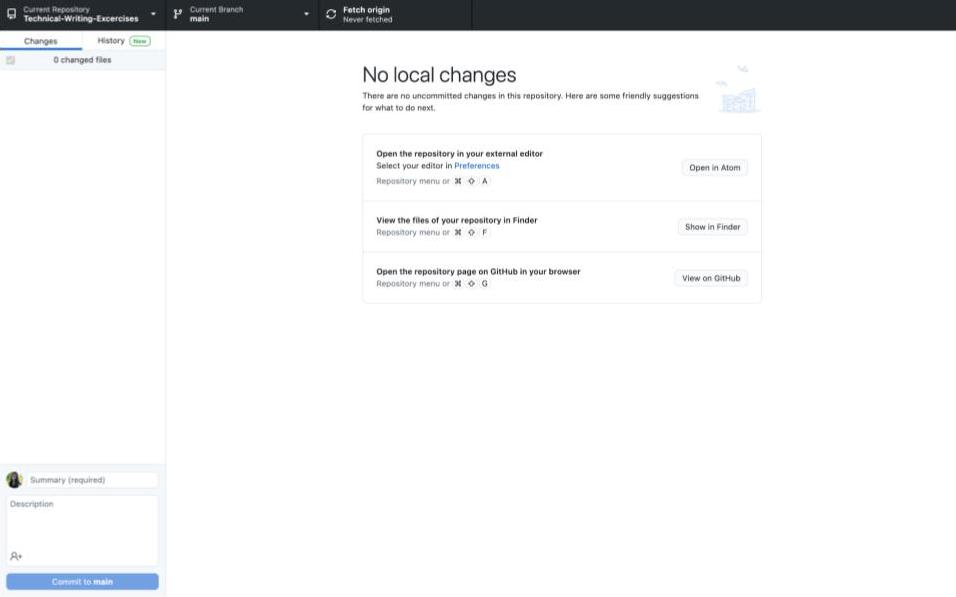 Current Repository
Technical-Writing-Excercises
Current Branch
main
Fetch origin
Never fetched
Changes
History New
0 changed files
No local changes
There are no uncommitted changes in this repository. Here are some friendly suggestions
for what to do next.
Open the repository in your external editor
Select your editor in Preferences
Repository menu or ⌘ ⇧ A
Open in Atom
View the files of your repository in Finder
Repository menu or ⌘ ⇧ F
Show in Finder
Open the repository page on GitHub in your browser
Repository menu or ⌘ ⇧ G
View on GitHub
Summary (required)
Description
Commit to main